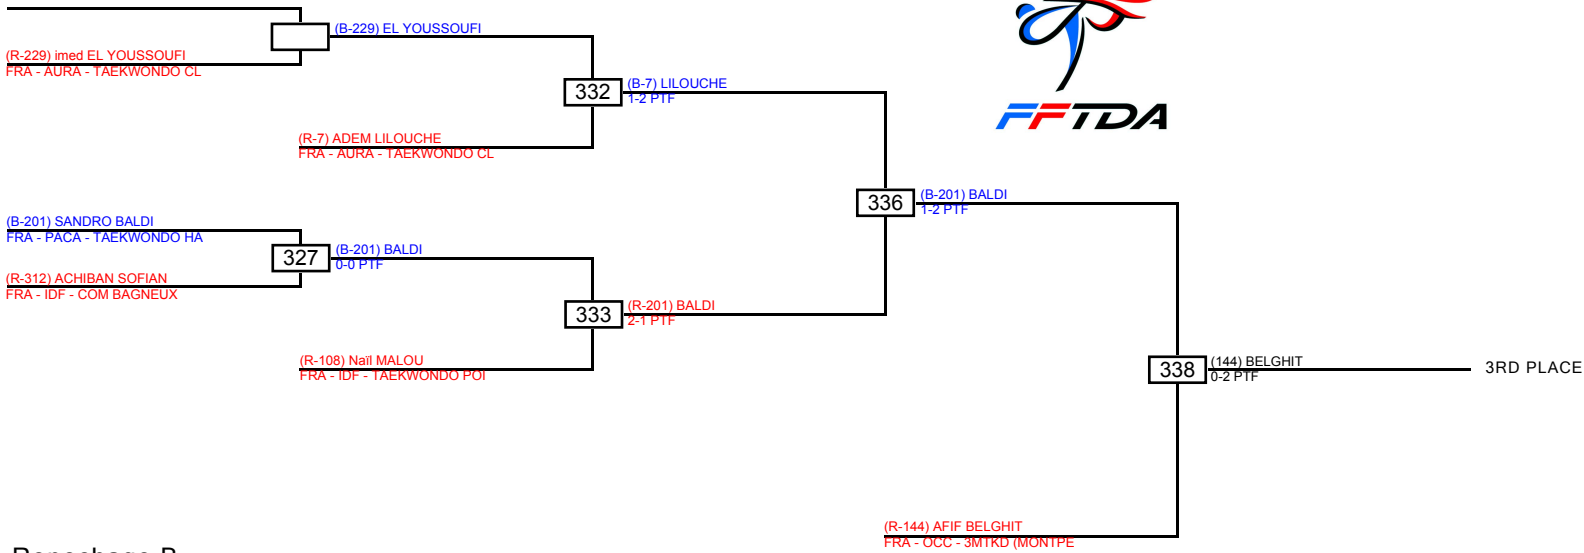 (B-229) EL YOUSSOUFI
(R-229) imed EL YOUSSOUFI
FRA - AURA - TAEKWONDO CL
332
(B-7) LILOUCHE
1-2 PTF
FFTDA
(R-7) ADEM LILOUCHE
FRA - AURA - TAEKWONDO CL
336
(B-201) BALDI
1-2 PTF
(B-201) SANDRO BALDI
FRA - PACA - TAEKWONDO HA
327
(B-201) BALDI
0-0 PTF
(R-312) ACHIBAN SOFIAN
FRA - IDF - COM BAGNEUX
333
(R-201) BALDI
2-1 PTF
(R-108) Naïl MALOU
FRA - IDF - TAEKWONDO POI
338
(144) BELGHIT
0-2 PTF
3RD PLACE
(R-144) AFIF BELGHIT
FRA - OCC - 3MTKD (MONTPE
Repechage B